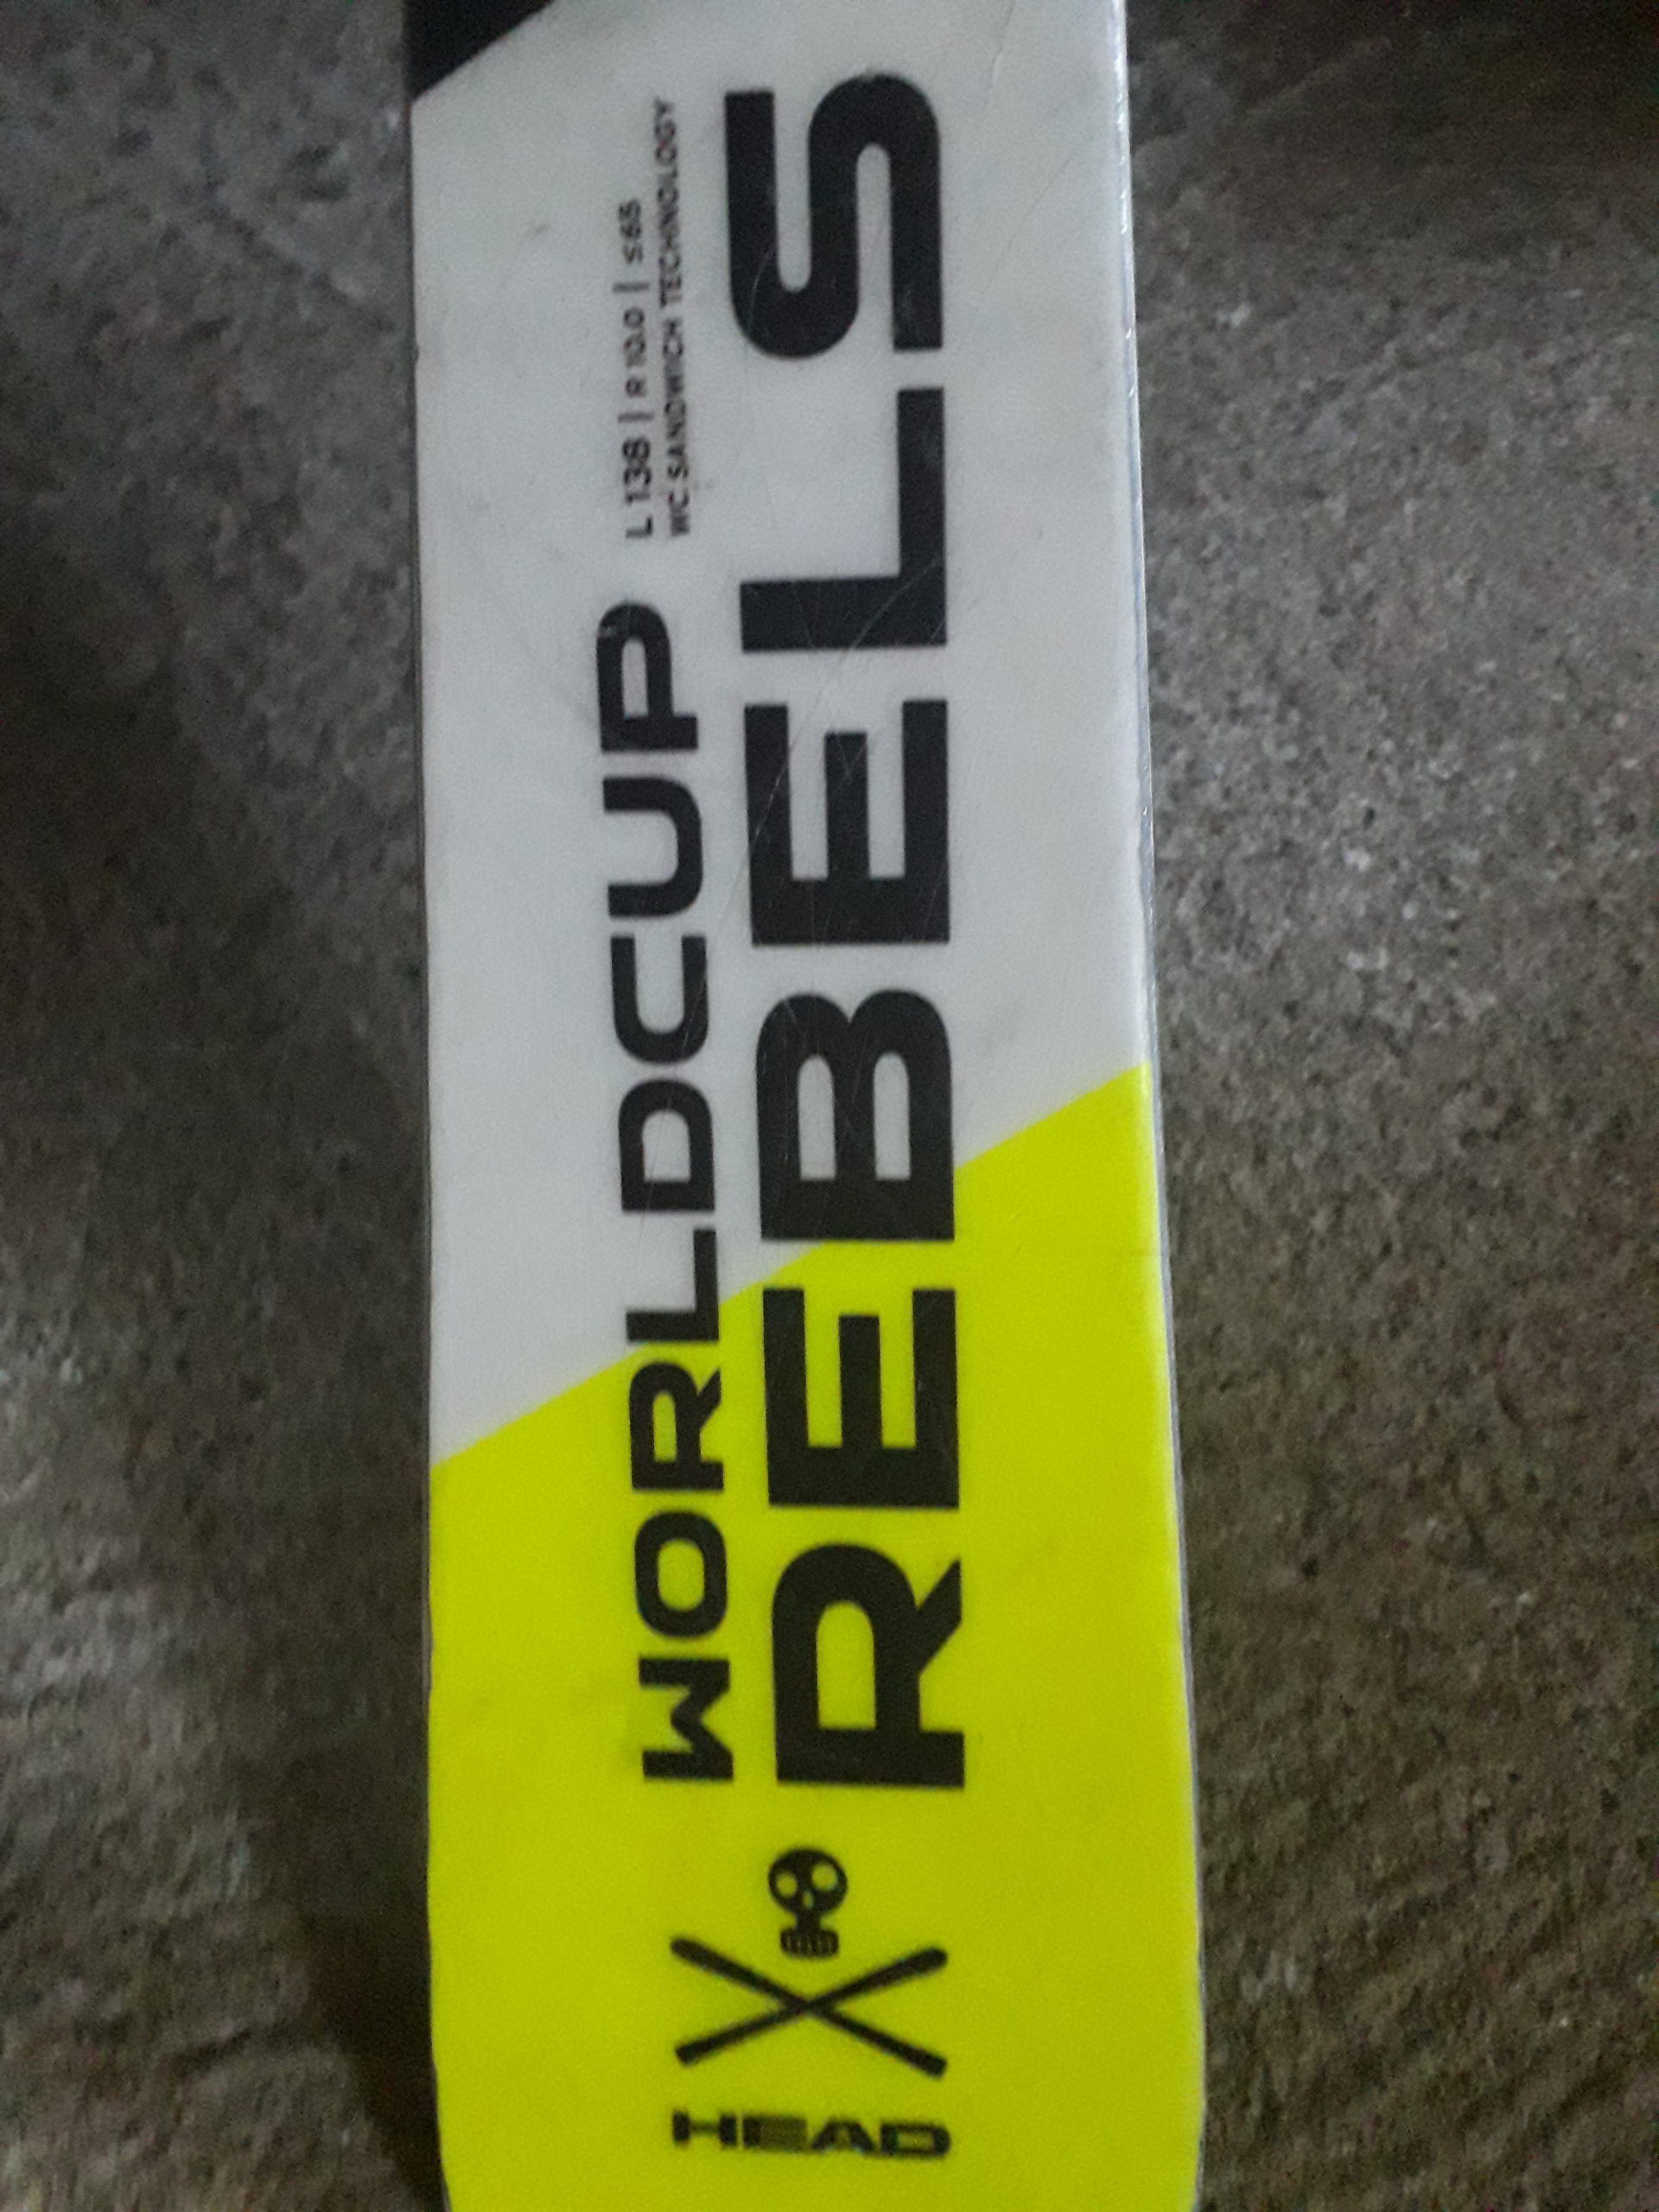 HEAD
WORLDCUP
REBELS
L 138 | R 10.0 | S 65
WC.SANDWICH TECHNOLOGY